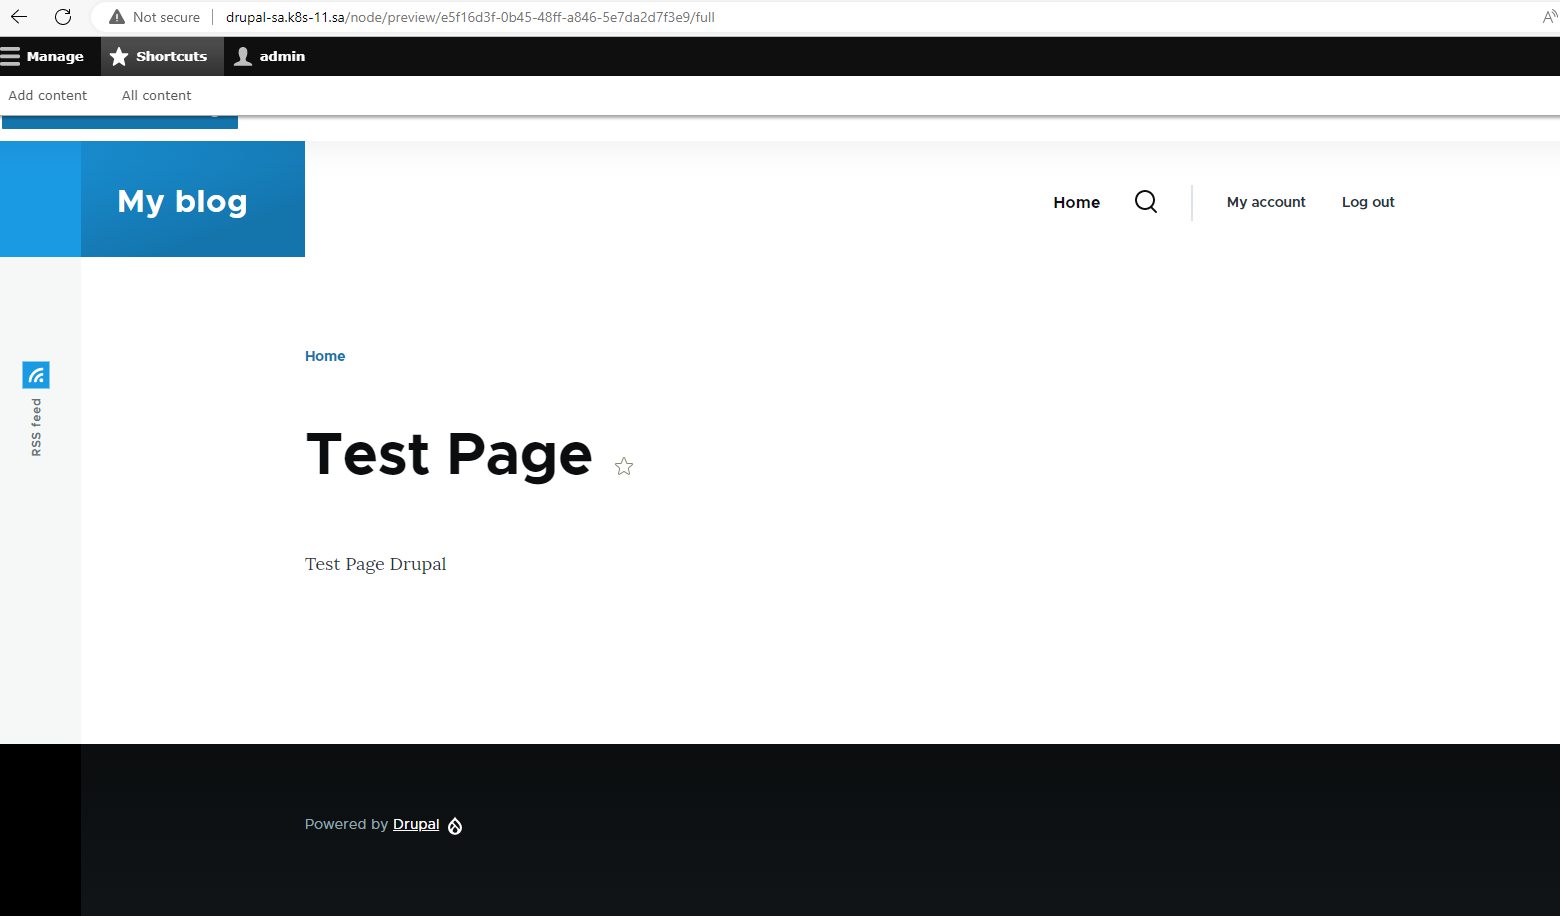 Not secure drupal-sa.k8s-11.sa/node/preview/e5f16d3f-0b45-48ff-a846-5e7da2d7f3e9/full
Manage Shortcuts admin
Add content All content
My blog
Home My account Log out
Home
RSS feed
Test Page
Test Page Drupal
Powered by Drupal